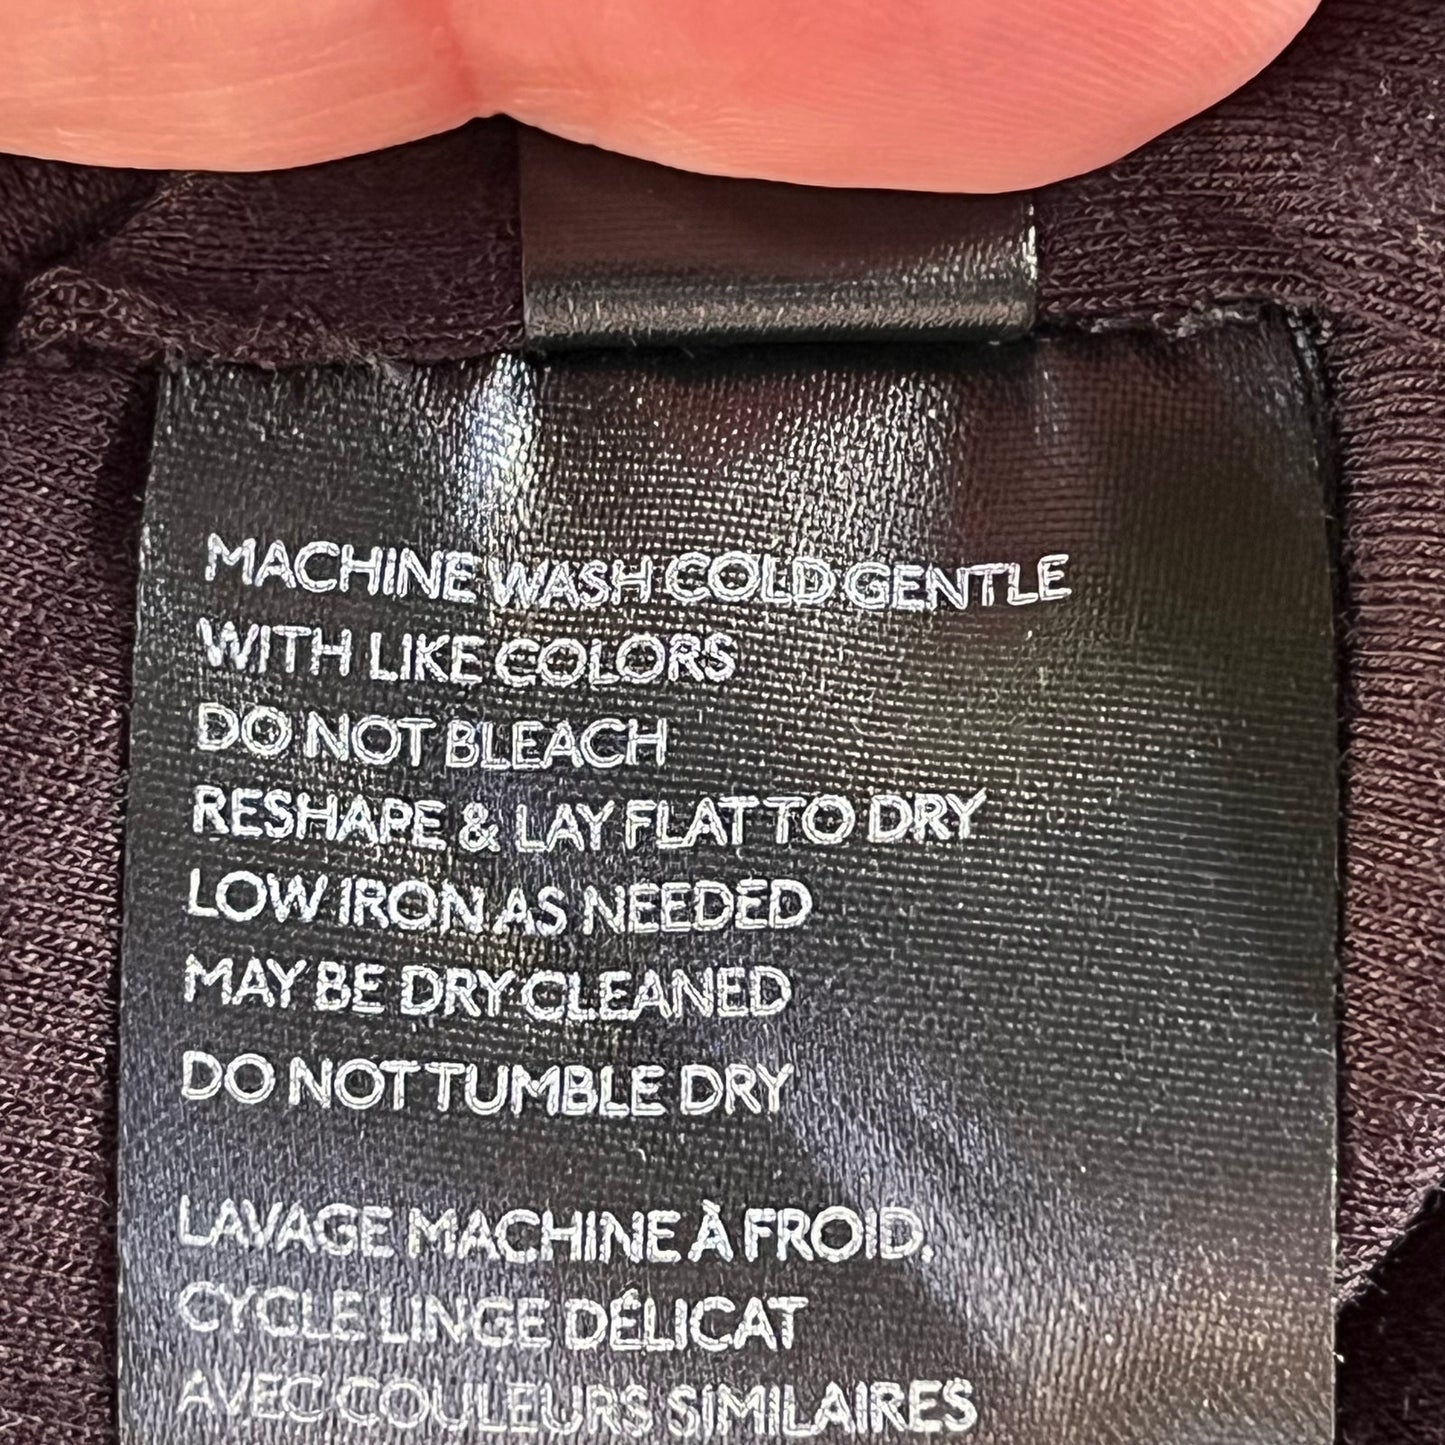 MACHINE WASH COLD GENTLE
WITH LIKE COLORS
DO NOT BLEACH
RESHAPE & LAY FLAT TO DRY
LOW IRON AS NEEDED
MAY BE DRY CLEANED
DO NOT TUMBLE DRY
LAVAGE MACHINE À FROID,
CYCLE LINGE DÉLICAT
AVEC COULEURS SIMILAIRES